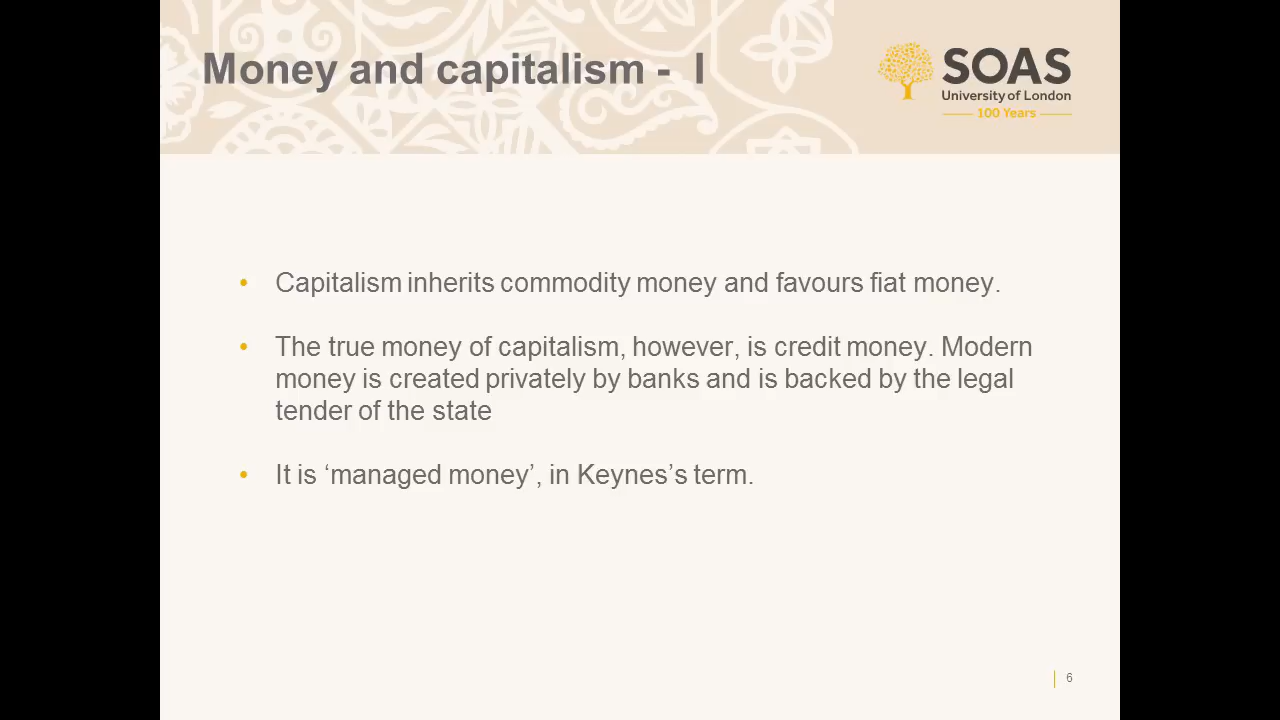 Money and capitalism - I
SOAS
University of London
100 Years
• Capitalism inherits commodity money and favours fiat money.
• The true money of capitalism, however, is credit money. Modern
money is created privately by banks and is backed by the legal
tender of the state
• It is ‘managed money’, in Keynes’s term.
6